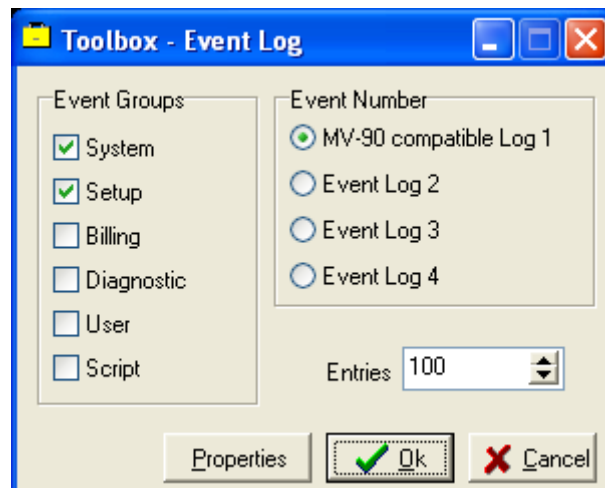 Toolbox - Event Log
Event Groups
System
Setup
Billing
Diagnostic
User
Script
Event Number
MV-90 compatible Log 1
Event Log 2
Event Log 3
Event Log 4
Entries 100
Properties Ok Cancel